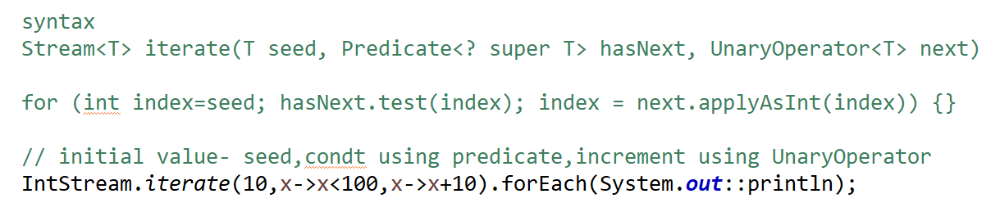 syntax
Stream<T> iterate(T seed, Predicate<? super T> hasNext, UnaryOperator<T> next)
for (int index=seed; hasNext.test(index); index = next.applyAsInt(index)) {}
// initial value- seed,condt using predicate,increment using UnaryOperator
IntStream.iterate(10,x->x<100,x->x+10).forEach(System.out::println);